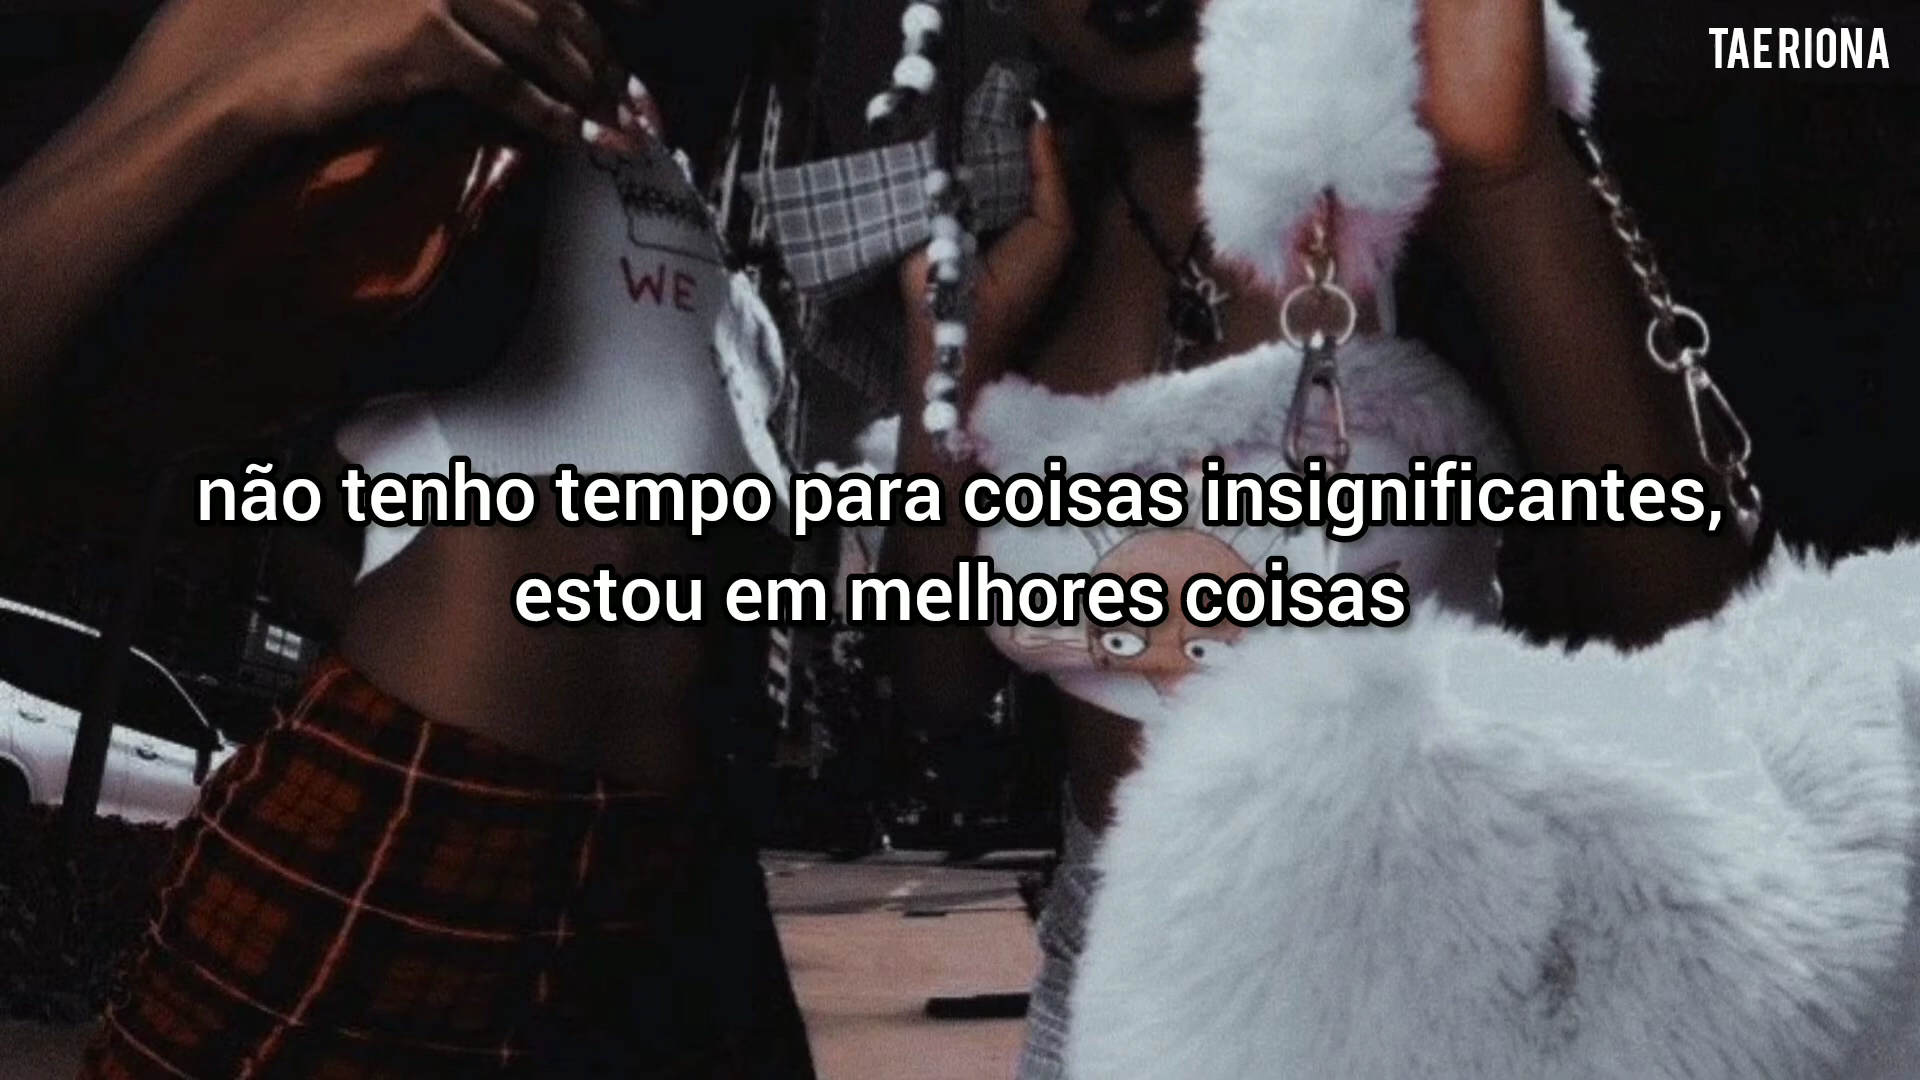 TAERIONA
WE
não tenho tempo para coisas insignificantes,
estou em melhores coisas